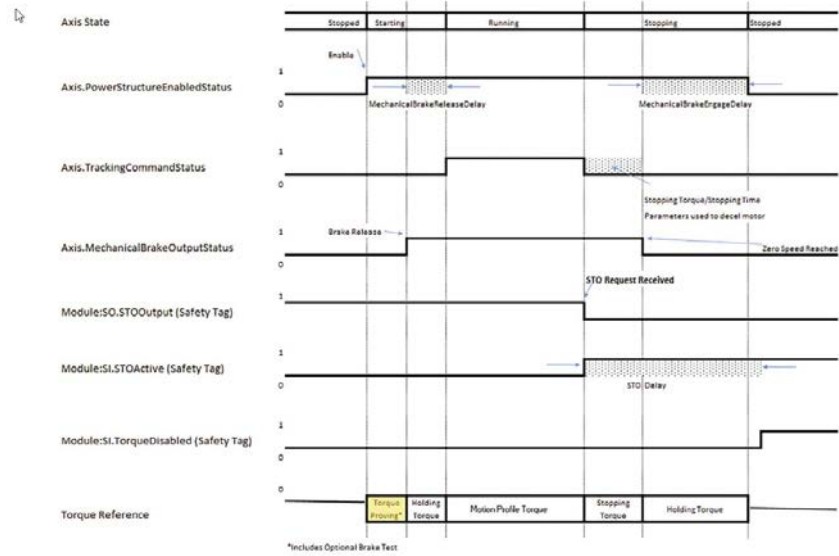 Axis State
Stopped Starting Running Stopping Stopped
Enable
1
Axis.PowerStructureEnabledStatus
0
MechanicalBrakeReleaseDelay MechanicalBrakeEngageDelay
1
Axis.TrackingCommandStatus
0
Stopping Torque/Stopping Time
Parameters used to decel motor
Brake Release
1
Axis.MechanicalBrakeOutputStatus
Zero Speed Reached
0
STO Request Received
1
Module:SO.STOOutput (Safety Tag)
0
1
Module:SI.STOActive (Safety Tag)
0
STO Delay
1
Module:SI.TorqueDisabled (Safety Tag)
0
0
Torque Reference
Torque Proving*
Holding Torque
Motion Profile Torque
Stopping Torque
Holding Torque
*Includes Optional Brake Test